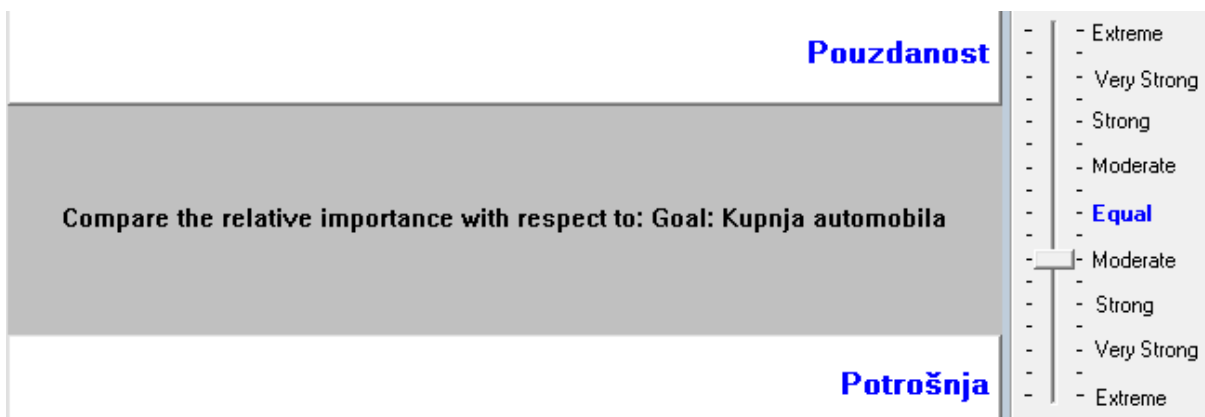 Pouzdanost
Compare the relative importance with respect to: Goal: Kupnja automobila
Potrošnja
Extreme
Very Strong
Strong
Moderate
Equal
Moderate
Strong
Very Strong
Extreme